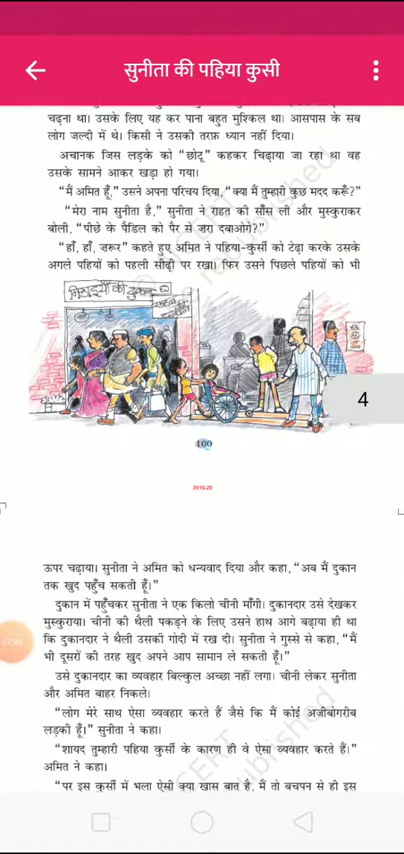 सुनीता की पहिया कुर्सी
चढ़ना था। उसके लिए यह कर पाना बहुत मुश्किल था। आसपास के सब
लोग जल्दी में थे। किसी ने उसकी तरफ़ ध्यान नहीं दिया।
अचानक जिस लड़के को “छोटू” कहकर चिढ़ाया जा रहा था वह
उसके सामने आकर खड़ा हो गया।
“मैं अमित हूँ,” उसने अपना परिचय दिया, “क्या मैं तुम्हारी कुछ मदद करूँ?”
“मेरा नाम सुनीता है,” सुनीता ने राहत की साँस ली और मुस्कुराकर
बोली, “पीछे के पैडिल को पैर से ज़रा दबाओगे?”
“हाँ, हाँ, ज़रूर” कहते हुए अमित ने पहिया-कुर्सी को टेढ़ा करके उसके
अगले पहियों को पहली सीढ़ी पर रखा। फिर उसने पिछले पहियों को भी
मिठाइयों की दुकान
4
100
2019-20
ऊपर चढ़ाया। सुनीता ने अमित को धन्यवाद दिया और कहा, “अब मैं दुकान
तक खुद पहुँच सकती हूँ।”
दुकान में पहुँचकर सुनीता ने एक किलो चीनी माँगी। दुकानदार उसे देखकर
मुस्कुराया। चीनी की थैली पकड़ने के लिए उसने हाथ आगे बढ़ाया ही था
कि दुकानदार ने थैली उसकी गोदी में रख दी। सुनीता ने गुस्से से कहा, “मैं
भी दूसरों की तरह खुद अपने आप सामान ले सकती हूँ।”
उसे दुकानदार का व्यवहार बिल्कुल अच्छा नहीं लगा। चीनी लेकर सुनीता
और अमित बाहर निकले।
“लोग मेरे साथ ऐसा व्यवहार करते हैं जैसे कि मैं कोई अजीबोगरीब
लड़की हूँ।” सुनीता ने कहा।
“शायद तुम्हारी पहिया कुर्सी के कारण ही वे ऐसा व्यवहार करते हैं।”
अमित ने कहा।
“पर इस कुर्सी में भला ऐसी क्या खास बात है, मैं तो बचपन से ही इस